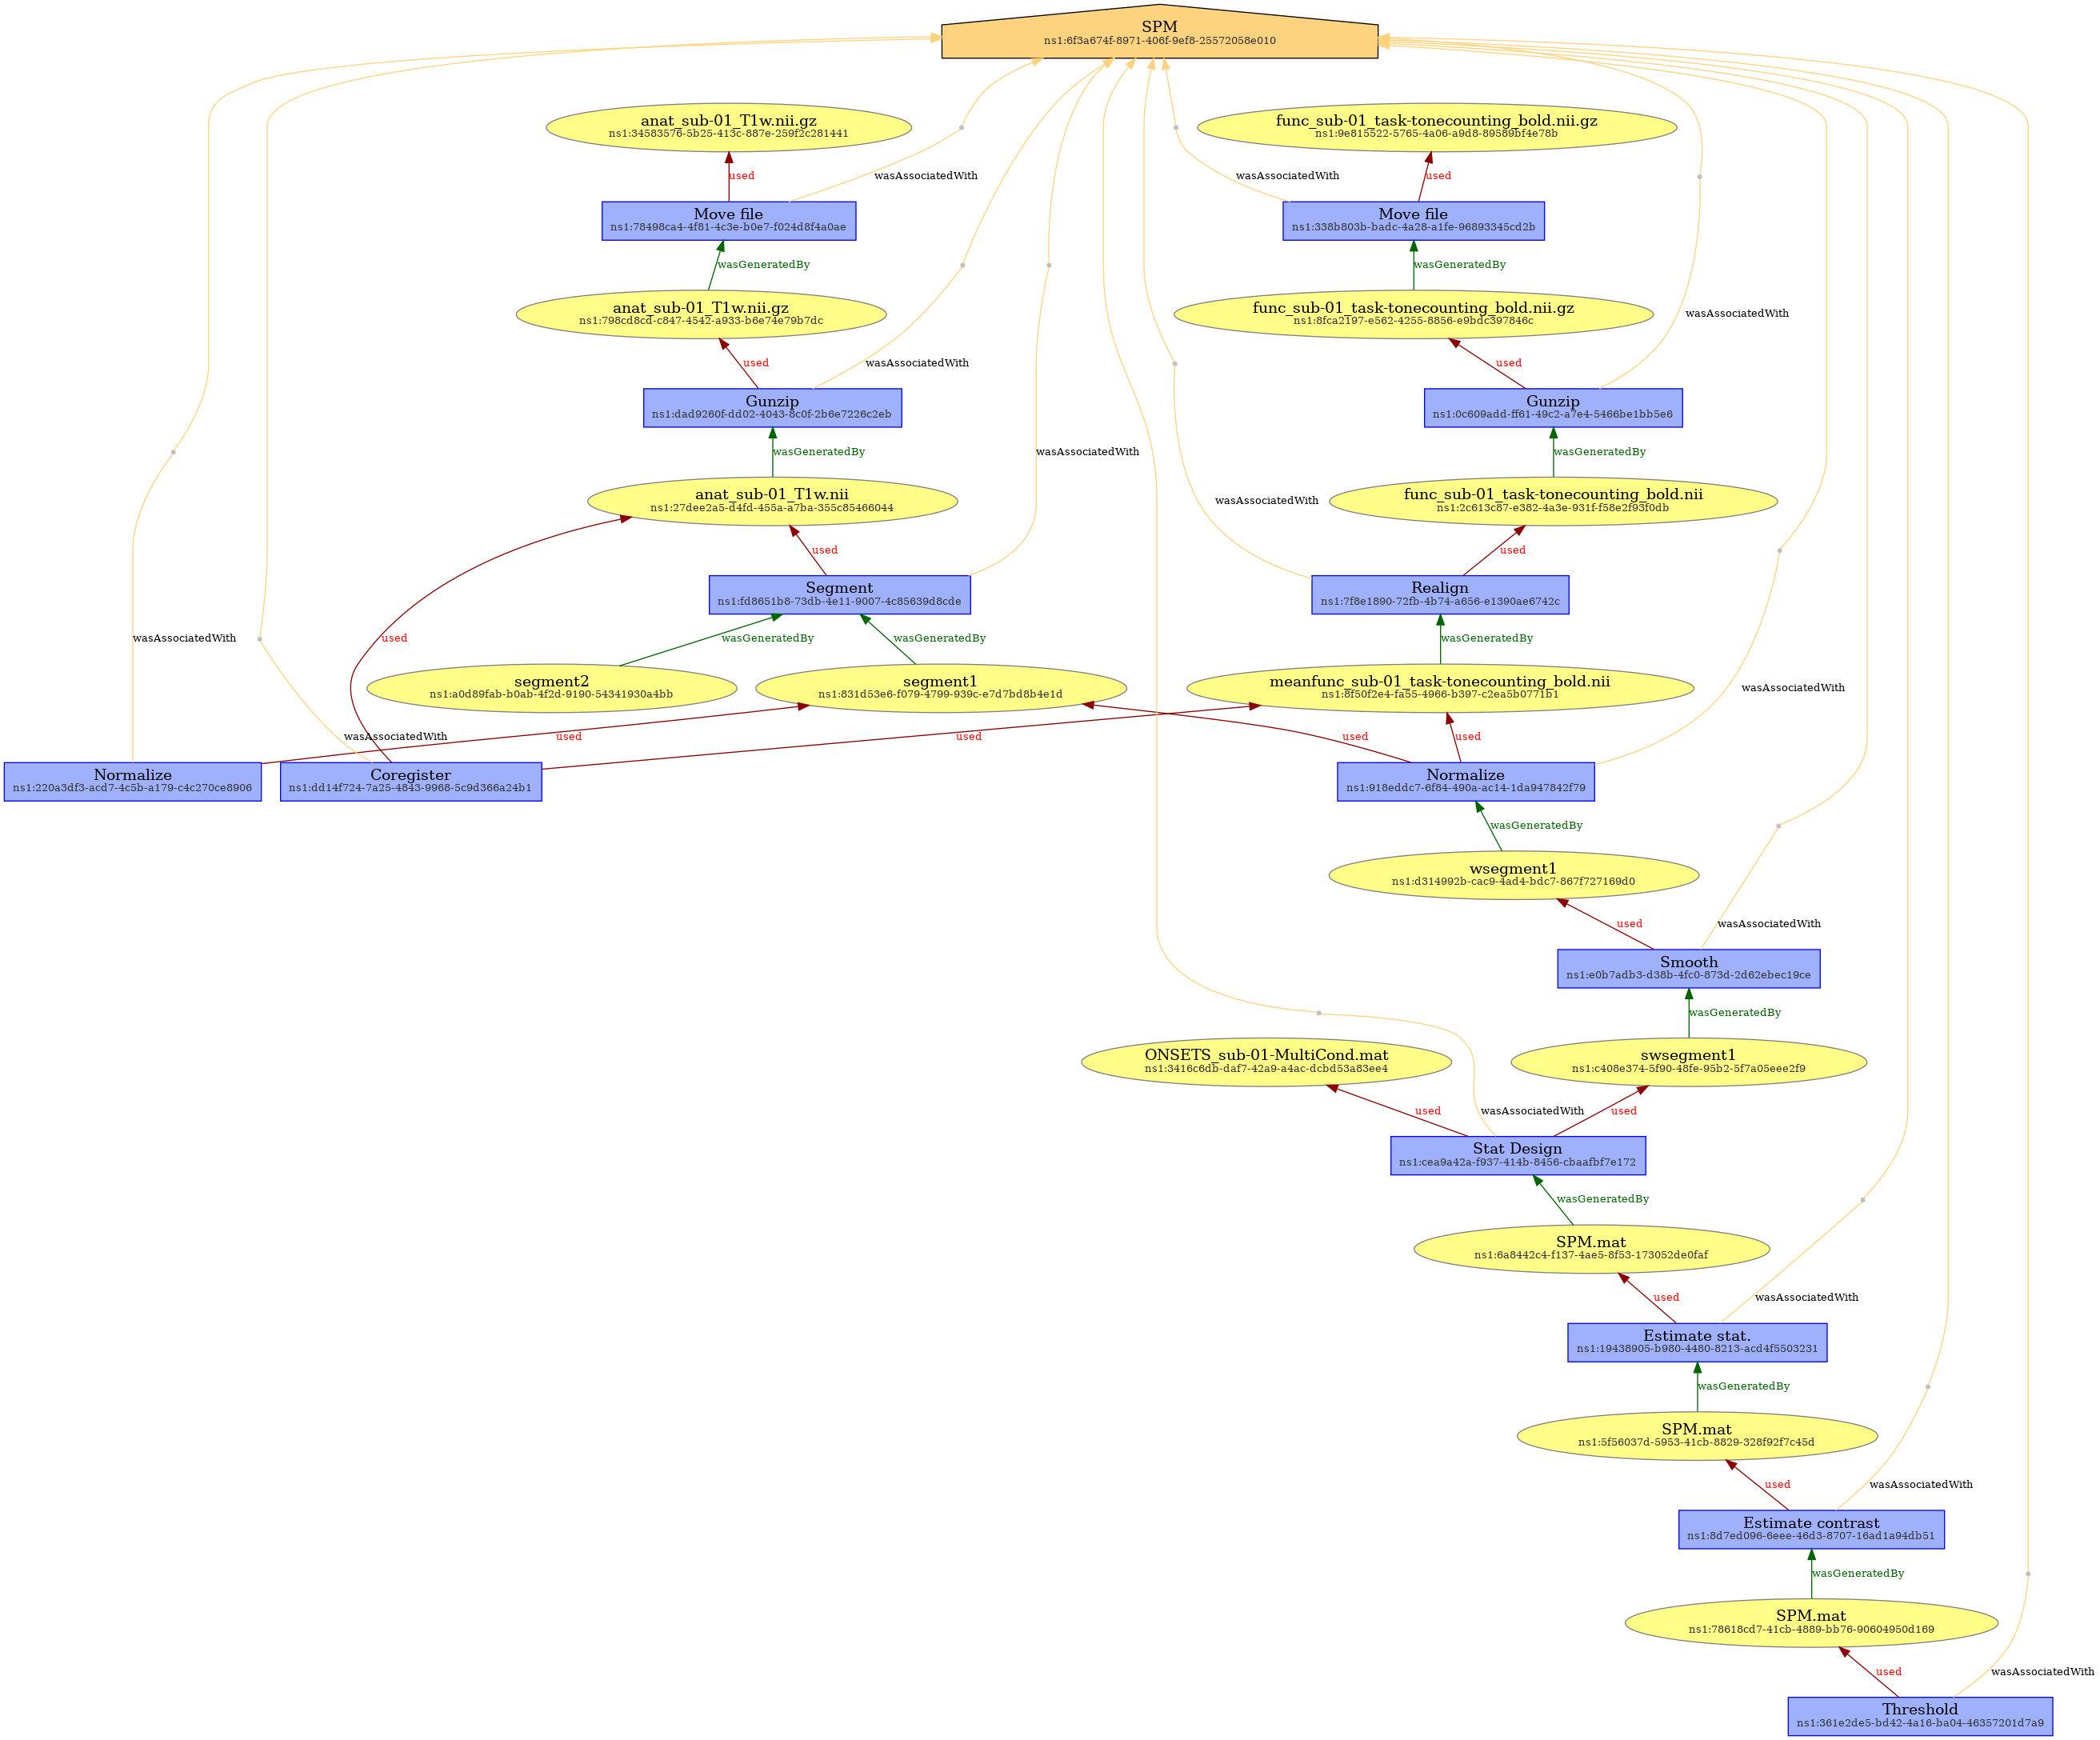 SPM
ns1:6f3a674f-8971-406f-9ef8-25572058e010
anat_sub-01_T1w.nii.gz
ns1:34583576-5b25-413c-887e-259f2c281441
func_sub-01_task-tonecounting_bold.nii.gz
ns1:9e815522-5765-4a06-a9d8-89589bf4e78b
used
wasAssociatedWith
wasAssociatedWith
used
Move file
ns1:78498ca4-4f81-4c3e-b0e7-f024d8f4a0ae
Move file
ns1:338b803b-badc-4a28-a1fe-96893345cd2b
wasGeneratedBy
wasGeneratedBy
anat_sub-01_T1w.nii.gz
ns1:798cd8cd-c847-4542-a933-b6e74e79b7dc
func_sub-01_task-tonecounting_bold.nii.gz
ns1:8fca2197-e562-4255-8856-e9bdc397846c
wasAssociatedWith
used
wasAssociatedWith
used
Gunzip
ns1:dad9260f-dd02-4043-8c0f-2b6e7226c2eb
Gunzip
ns1:0c609add-ff61-49c2-a7e4-5466be1bb5e6
wasGeneratedBy
wasAssociatedWith
wasGeneratedBy
anat_sub-01_T1w.nii
ns1:27dee2a5-d4fd-455a-a7ba-355c85466044
wasAssociatedWith
func_sub-01_task-tonecounting_bold.nii
ns1:2c613c87-e382-4a3e-931f-f58e2f93f0db
used
used
Segment
ns1:fd8651b8-73db-4e11-9007-4c85639d8cde
Realign
ns1:7f8e1890-72fb-4b74-a656-e1390ae6742c
wasAssociatedWith
used
wasGeneratedBy
wasGeneratedBy
wasGeneratedBy
segment2
ns1:a0d89fab-b0ab-4f2d-9190-54341930a4bb
segment1
ns1:831d53e6-f079-4799-939c-e7d7bd8b4e1d
meanfunc_sub-01_task-tonecounting_bold.nii
ns1:8f50f2e4-fa55-4966-b397-c2ea5b0771b1
wasAssociatedWith
wasAssociatedWith
used
used
used
used
Normalize
ns1:220a3df3-acd7-4c5b-a179-c4c270ce8906
Coregister
ns1:dd14f724-7a25-4843-9968-5c9d366a24b1
Normalize
ns1:918eddc7-6f84-490a-ac14-1da947842f79
wasGeneratedBy
wsegment1
ns1:d314992b-cac9-4ad4-bdc7-867f727169d0
used
wasAssociatedWith
Smooth
ns1:e0b7adb3-d38b-4fc0-873d-2d62ebec19ce
wasGeneratedBy
ONSETS_sub-01-MultiCond.mat
ns1:3416c6db-daf7-42a9-a4ac-dcbd53a83ee4
swsegment1
ns1:c408e374-5f90-48fe-95b2-5f7a05eee2f9
used
wasAssociatedWith
used
Stat Design
ns1:cea9a42a-f937-414b-8456-cbaafbf7e172
wasGeneratedBy
SPM.mat
ns1:6a8442c4-f137-4ae5-8f53-173052de0faf
used
wasAssociatedWith
Estimate stat.
ns1:19438905-b980-4480-8213-acd4f5503231
wasGeneratedBy
SPM.mat
ns1:5f56037d-5953-41cb-8829-328f92f7c45d
used
wasAssociatedWith
Estimate contrast
ns1:8d7ed096-6eee-46d3-8707-16ad1a94db51
wasGeneratedBy
SPM.mat
ns1:78618cd7-41cb-4889-bb76-90604950d169
used
wasAssociatedWith
Threshold
ns1:361e2de5-bd42-4a16-ba04-46357201d7a9